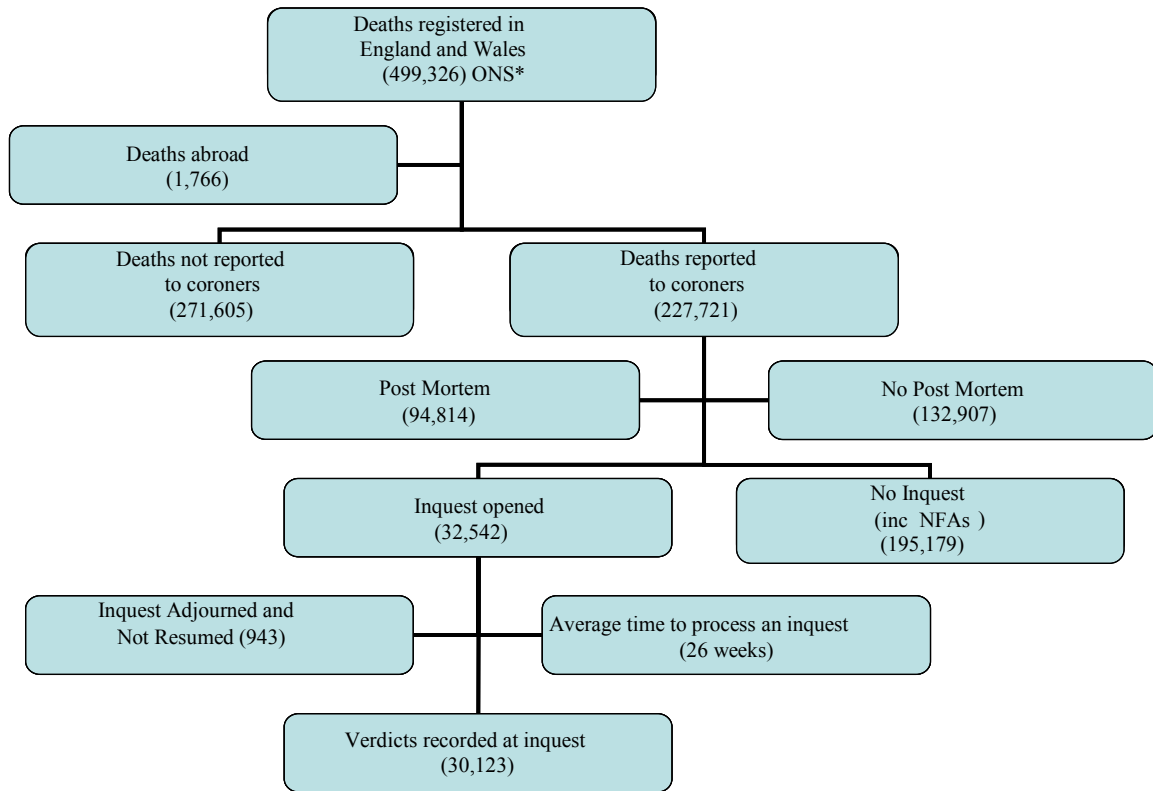 Deaths registered in
England and Wales
(499,326) ONS*
Deaths abroad
(1,766)
Deaths not reported
to coroners
(271,605)
Deaths reported
to coroners
(227,721)
Post Mortem
(94,814)
No Post Mortem
(132,907)
Inquest opened
(32,542)
No Inquest
(inc NFAs )
(195,179)
Inquest Adjourned and
Not Resumed (943)
Average time to process an inquest
(26 weeks)
Verdicts recorded at inquest
(30,123)